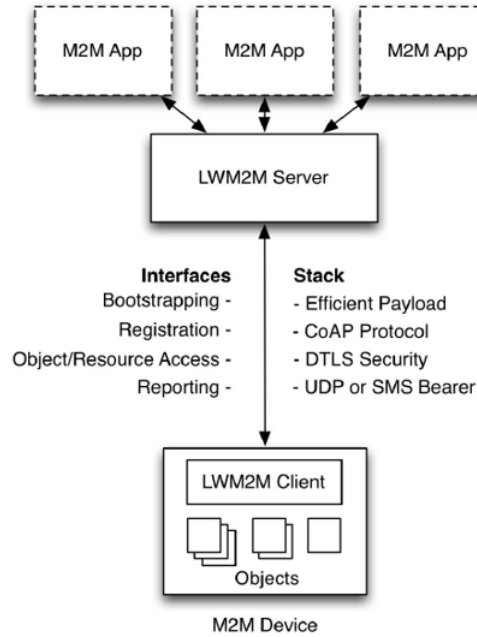 M2M App
M2M App
M2M App
LWM2M Server
Interfaces
Bootstrapping -
Registration -
Object/Resource Access -
Reporting -
Stack
- Efficient Payload
- CoAP Protocol
- DTLS Security
- UDP or SMS Bearer
LWM2M Client
Objects
M2M Device